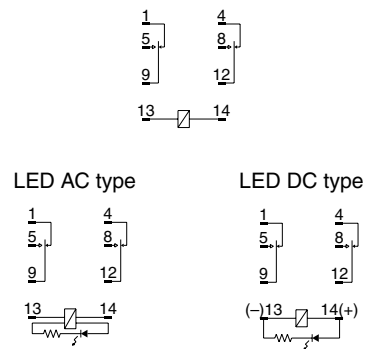 1 4
5 8
9 12
13 14
LED AC type LED DC type
1 4 1 4
5 8 5 8
9 12 9 12
13 14 (–)13 14(+)